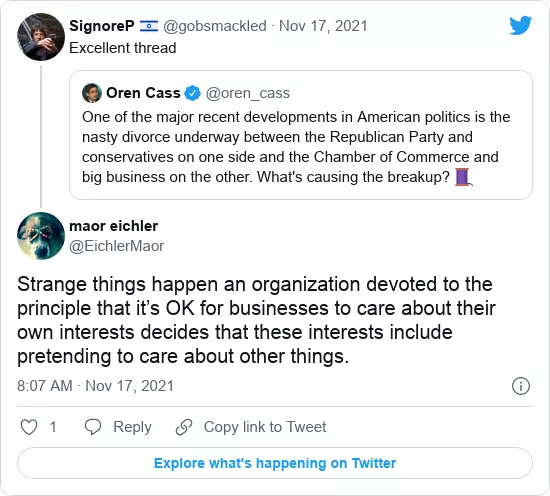 SignoreP 🇮🇱 @gobsmackled · Nov 17, 2021
Excellent thread
Oren Cass @oren_cass
One of the major recent developments in American politics is the
nasty divorce underway between the Republican Party and
conservatives on one side and the Chamber of Commerce and
big business on the other. What's causing the breakup? 🧵
maor eichler
@EichlerMaor
Strange things happen an organization devoted to the
principle that it’s OK for businesses to care about their
own interests decides that these interests include
pretending to care about other things.
8:07 AM · Nov 17, 2021
1 Reply Copy link to Tweet
Explore what's happening on Twitter